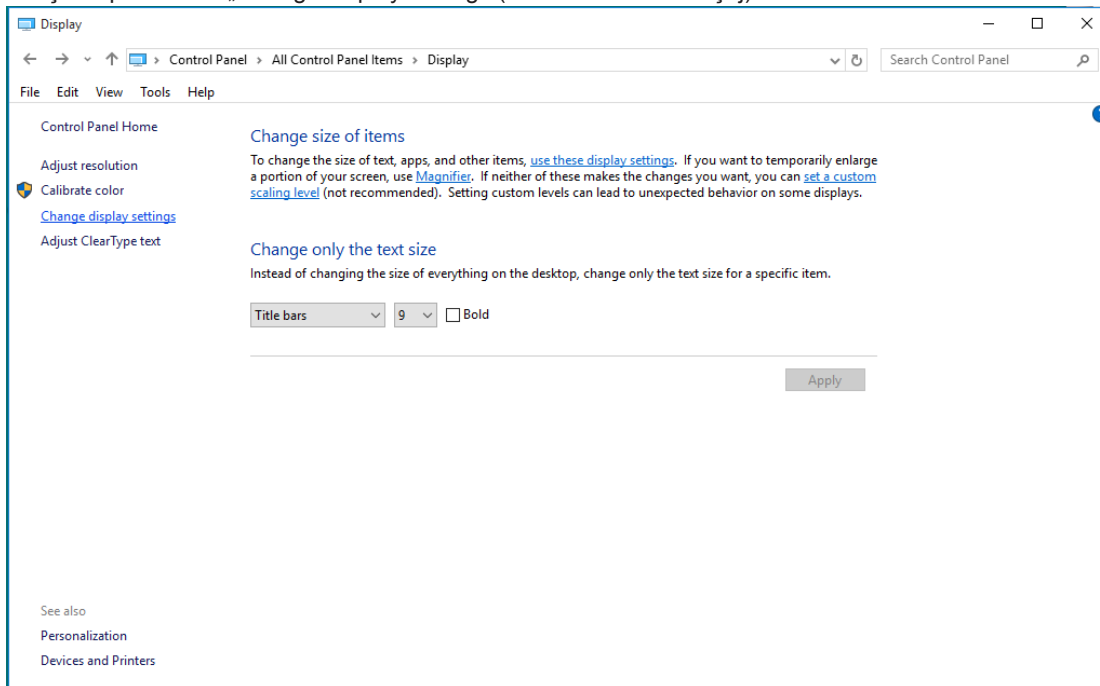 Display
Control Panel > All Control Panel Items > Display
Search Control Panel
File Edit View Tools Help
Control Panel Home
Adjust resolution
Calibrate color
Change display settings
Adjust ClearType text
Change size of items
To change the size of text, apps, and other items, use these display settings. If you want to temporarily enlarge
a portion of your screen, use Magnifier. If neither of these makes the changes you want, you can set a custom
scaling level (not recommended). Setting custom levels can lead to unexpected behavior on some displays.
Change only the text size
Instead of changing the size of everything on the desktop, change only the text size for a specific item.
Title bars 9 Bold
Apply
See also
Personalization
Devices and Printers